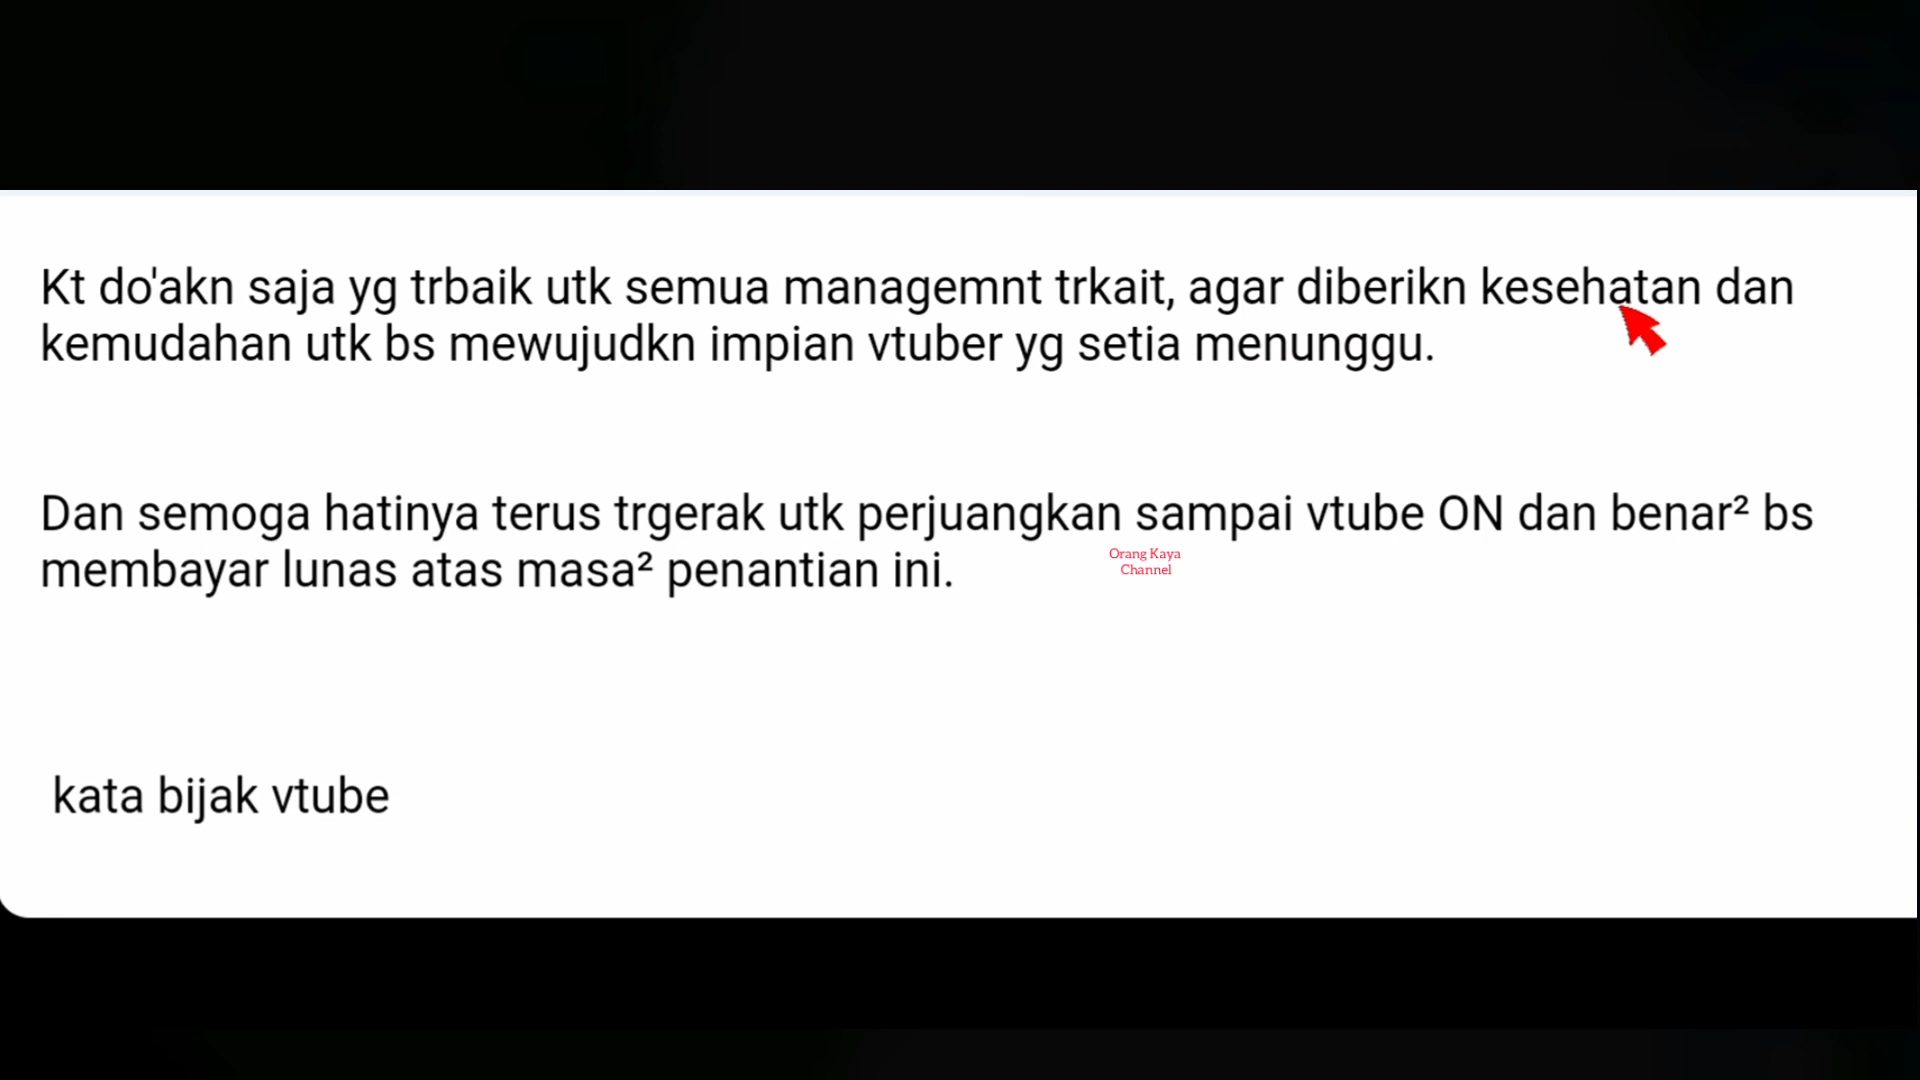 Kt do'akn saja yg trbaik utk semua managemnt trkait, agar diberikn kesehatan dan
kemudahan utk bs mewujudkn impian vtuber yg setia menunggu.
Dan semoga hatinya terus trgerak utk perjuangkan sampai vtube ON dan benar² bs
membayar lunas atas masa² penantian ini.
Orang Kaya
Channel
kata bijak vtube